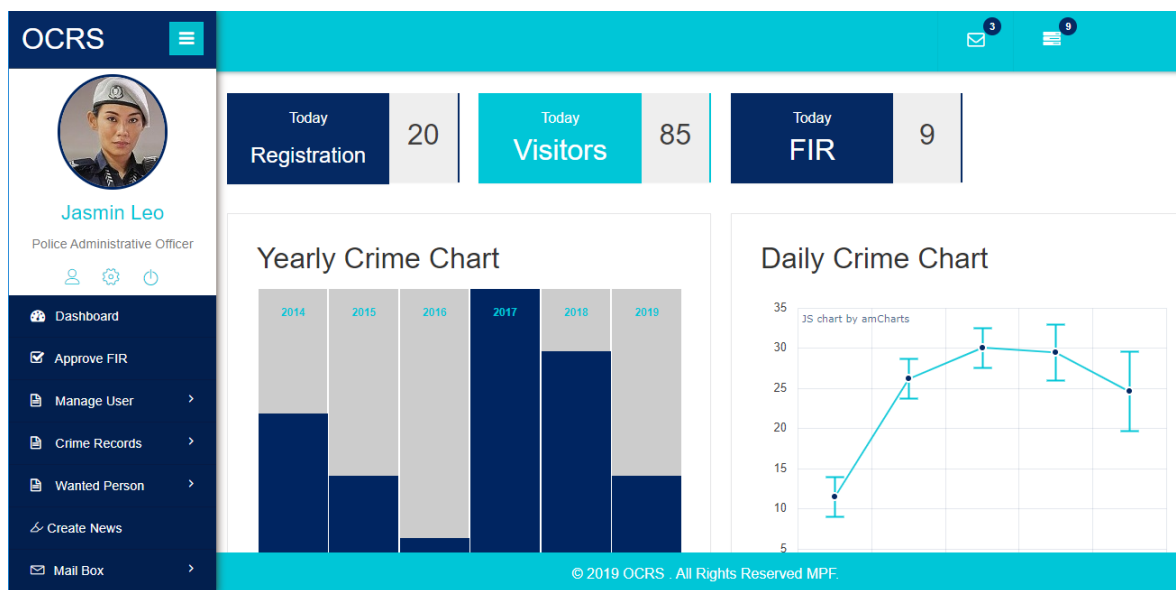 OCRS
3
9
Jasmin Leo
Police Administrative Officer
Dashboard
Approve FIR
Manage User
Crime Records
Wanted Person
Create News
Mail Box
Today
Registration
20
Today
Visitors
85
Today
FIR
9
Yearly Crime Chart
2014 2015 2016 2017 2018 2019
Daily Crime Chart
JS chart by amCharts
35
30
25
20
15
10
5
© 2019 OCRS . All Rights Reserved MPF.